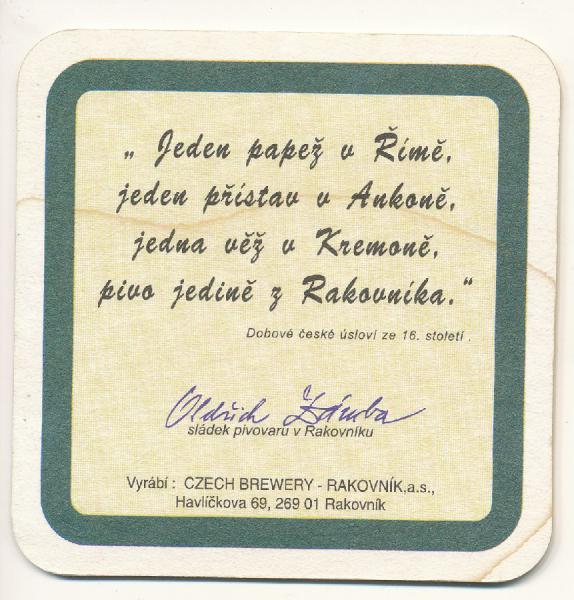 „ Jeden papež v Římě,
jeden přístav v Ankoně,
jedna věž v Kremoně,
pivo jedině z Rakovníka.“
Dobové české úsloví ze 16. století .
Oldřich
sládek pivovaru v Rakovníku
Vyrábí : CZECH BREWERY - RAKOVNÍK,a.s.,
Havlíčkova 69, 269 01 Rakovník